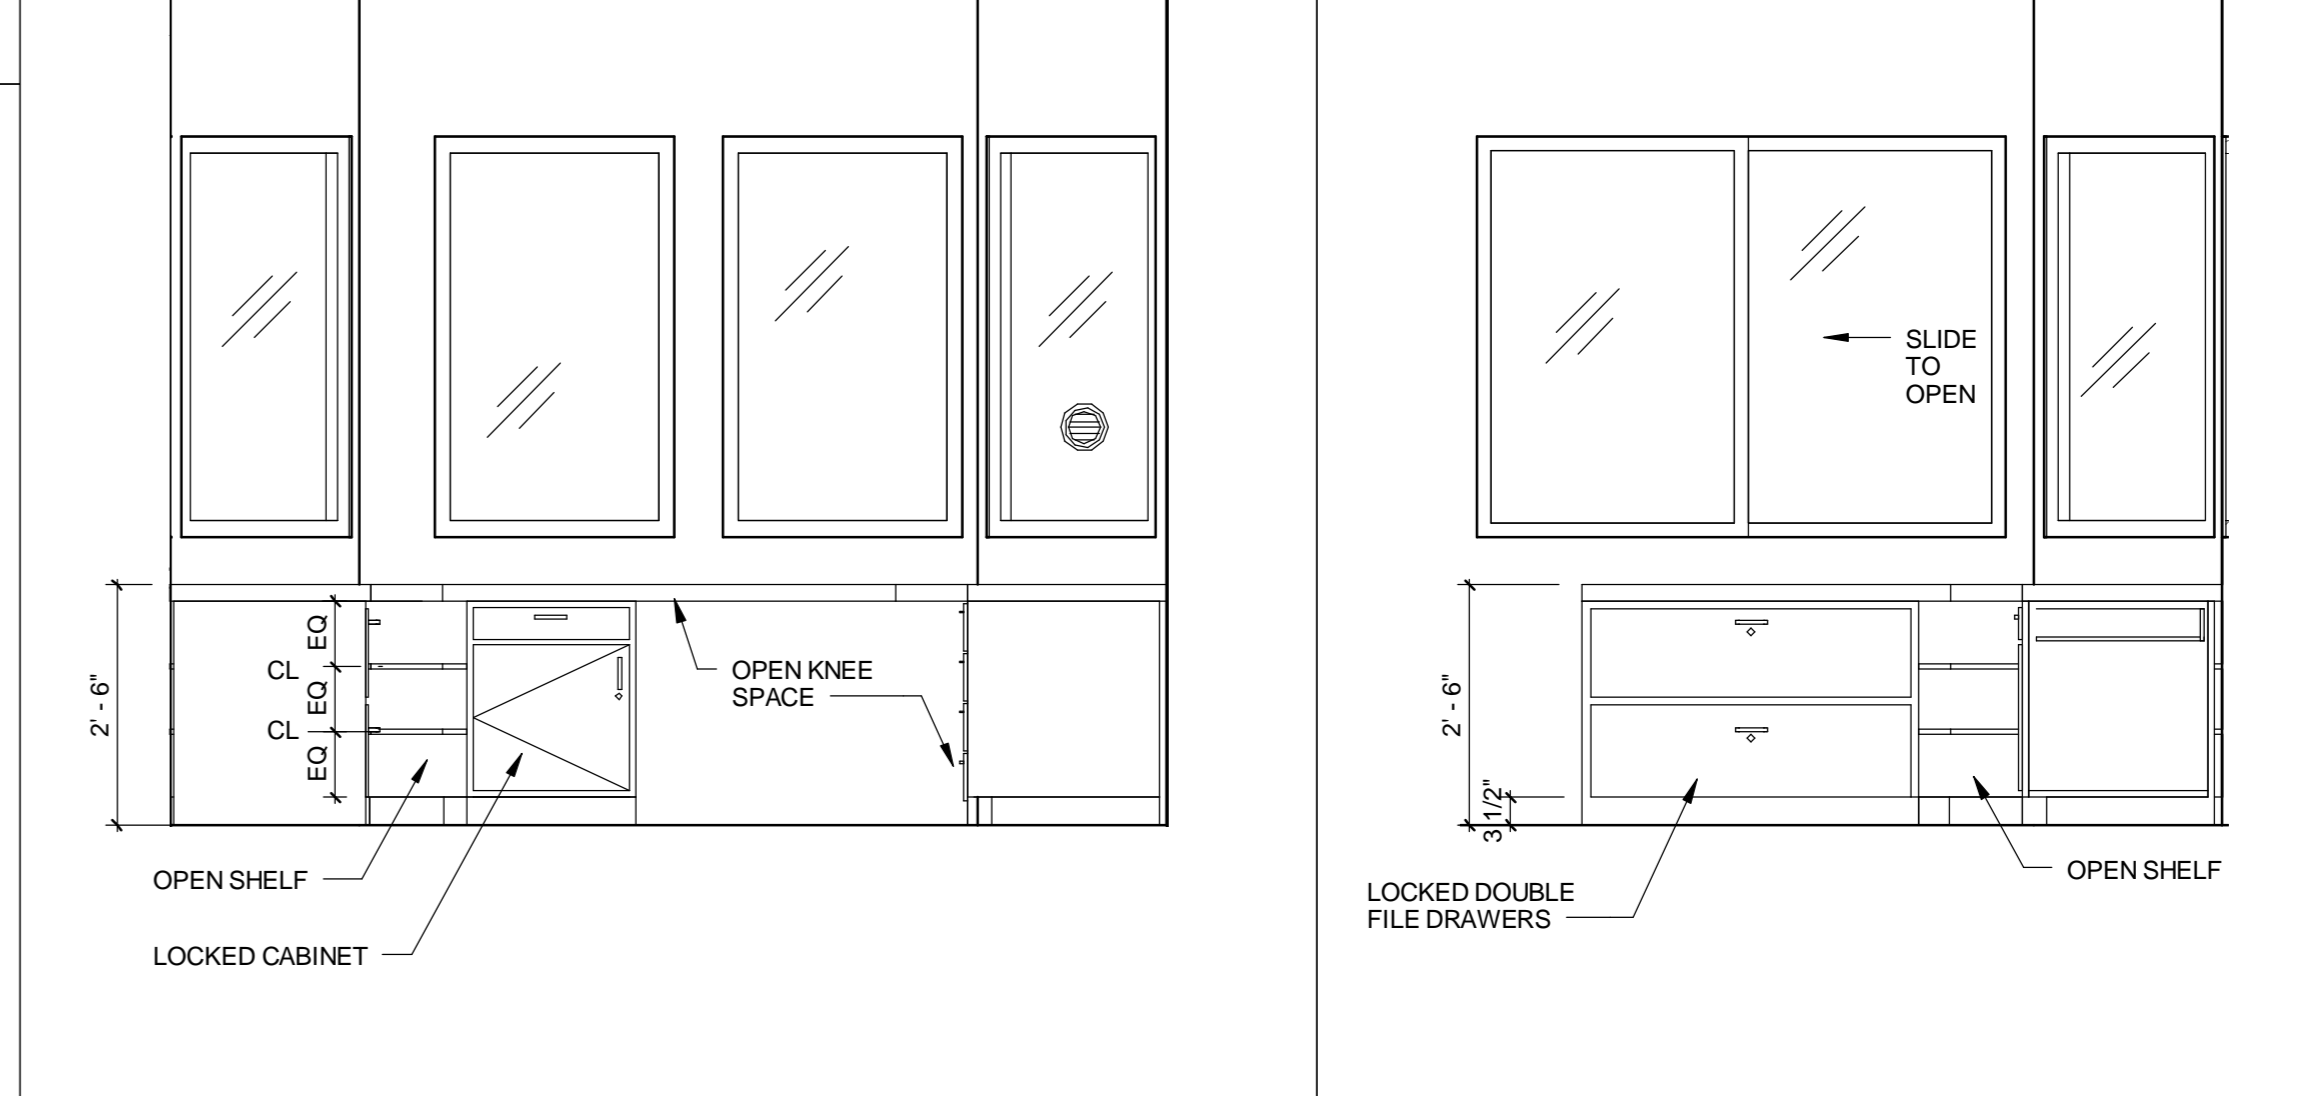 EQ
CL
EQ
CL
EQ
2' - 6"
OPEN KNEE
SPACE
OPEN SHELF
LOCKED CABINET
SLIDE
TO
OPEN
2' - 6"
3 1/2"
OPEN SHELF
LOCKED DOUBLE
FILE DRAWERS